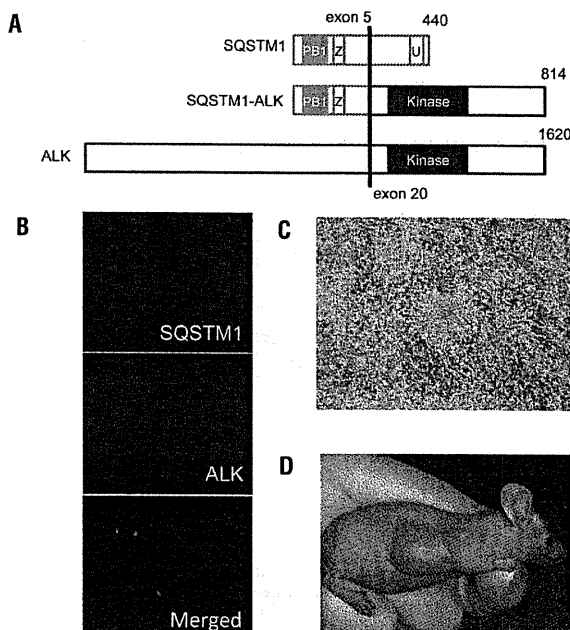 A
exon 5
440
SQSTM1
PB1
Z
U
814
SQSTM1-ALK
PB1
Z
Kinase
1620
ALK
Kinase
exon 20
B
SQSTM1
ALK
Merged
C
D